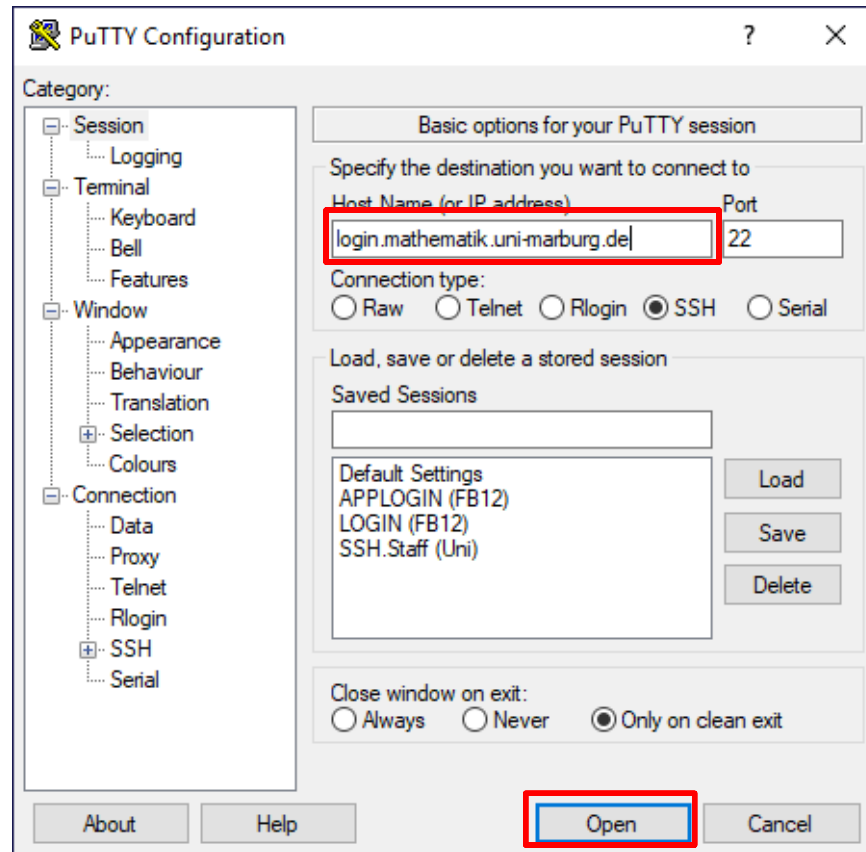 PuTTY Configuration
?
Category:
Session
Logging
Terminal
Keyboard
Bell
Features
Window
Appearance
Behaviour
Translation
Selection
Colours
Connection
Data
Proxy
Telnet
Rlogin
SSH
Serial
Basic options for your PuTTY session
Specify the destination you want to connect to
Host Name (or IP address) Port
login.mathematik.uni-marburg.de 22
Connection type:
Raw Telnet Rlogin SSH Serial
Load, save or delete a stored session
Saved Sessions
Default Settings
APPLOGIN (FB12)
LOGIN (FB12)
SSH.Staff (Uni)
Load
Save
Delete
Close window on exit:
Always Never Only on clean exit
About Help Open Cancel